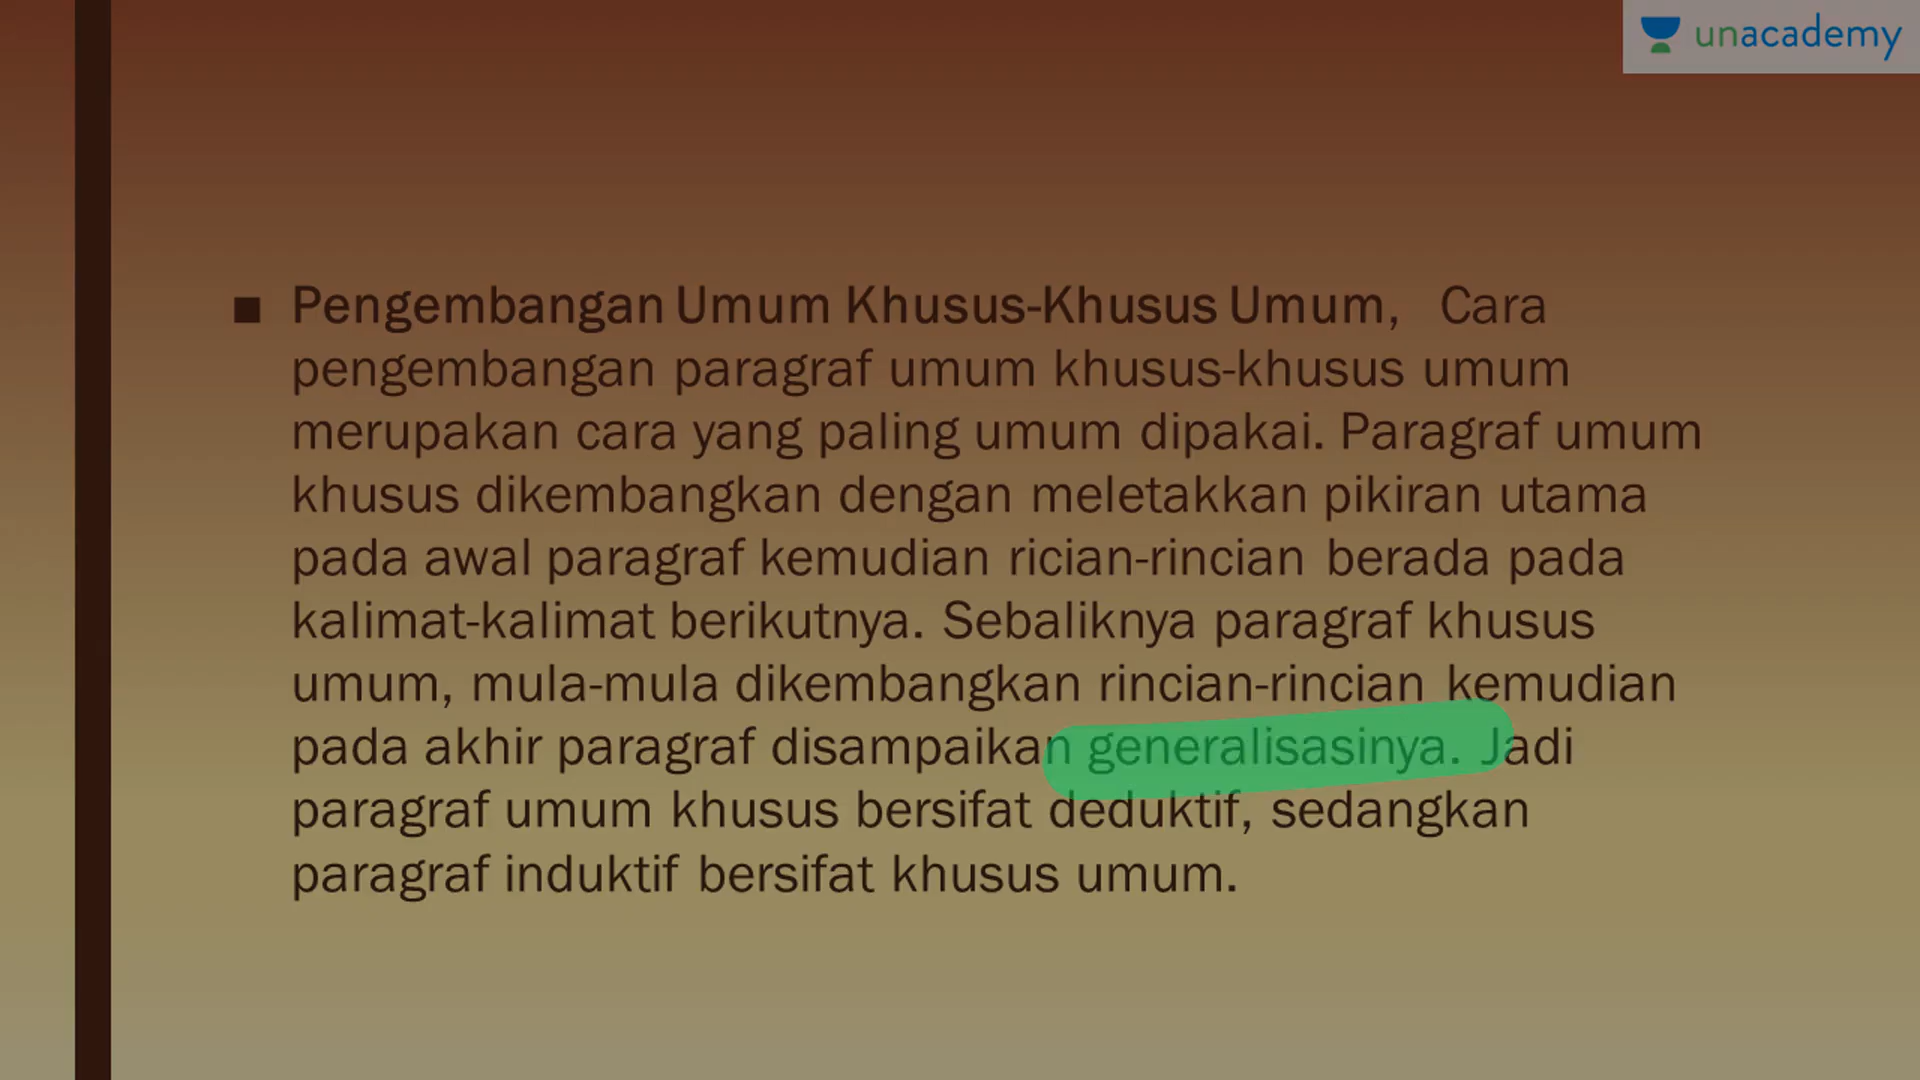 unacademy
■ Pengembangan Umum Khusus-Khusus Umum, Cara
pengembangan paragraf umum khusus-khusus umum
merupakan cara yang paling umum dipakai. Paragraf umum
khusus dikembangkan dengan meletakkan pikiran utama
pada awal paragraf kemudian rician-rincian berada pada
kalimat-kalimat berikutnya. Sebaliknya paragraf khusus
umum, mula-mula dikembangkan rincian-rincian kemudian
pada akhir paragraf disampaikan generalisasinya. Jadi
paragraf umum khusus bersifat deduktif, sedangkan
paragraf induktif bersifat khusus umum.